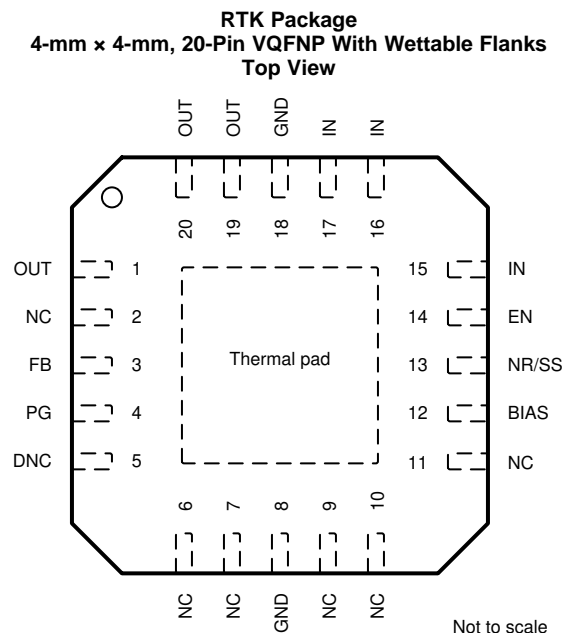 RTK Package
4-mm × 4-mm, 20-Pin VQFNP With Wettable Flanks
Top View
OUT
OUT
GND
IN
IN
20
19
18
17
16
OUT 1
NC 2
FB 3
PG 4
DNC 5
Thermal pad
15 IN
14 EN
13 NR/SS
12 BIAS
11 NC
6
7
8
9
10
NC
NC
GND
NC
NC
Not to scale